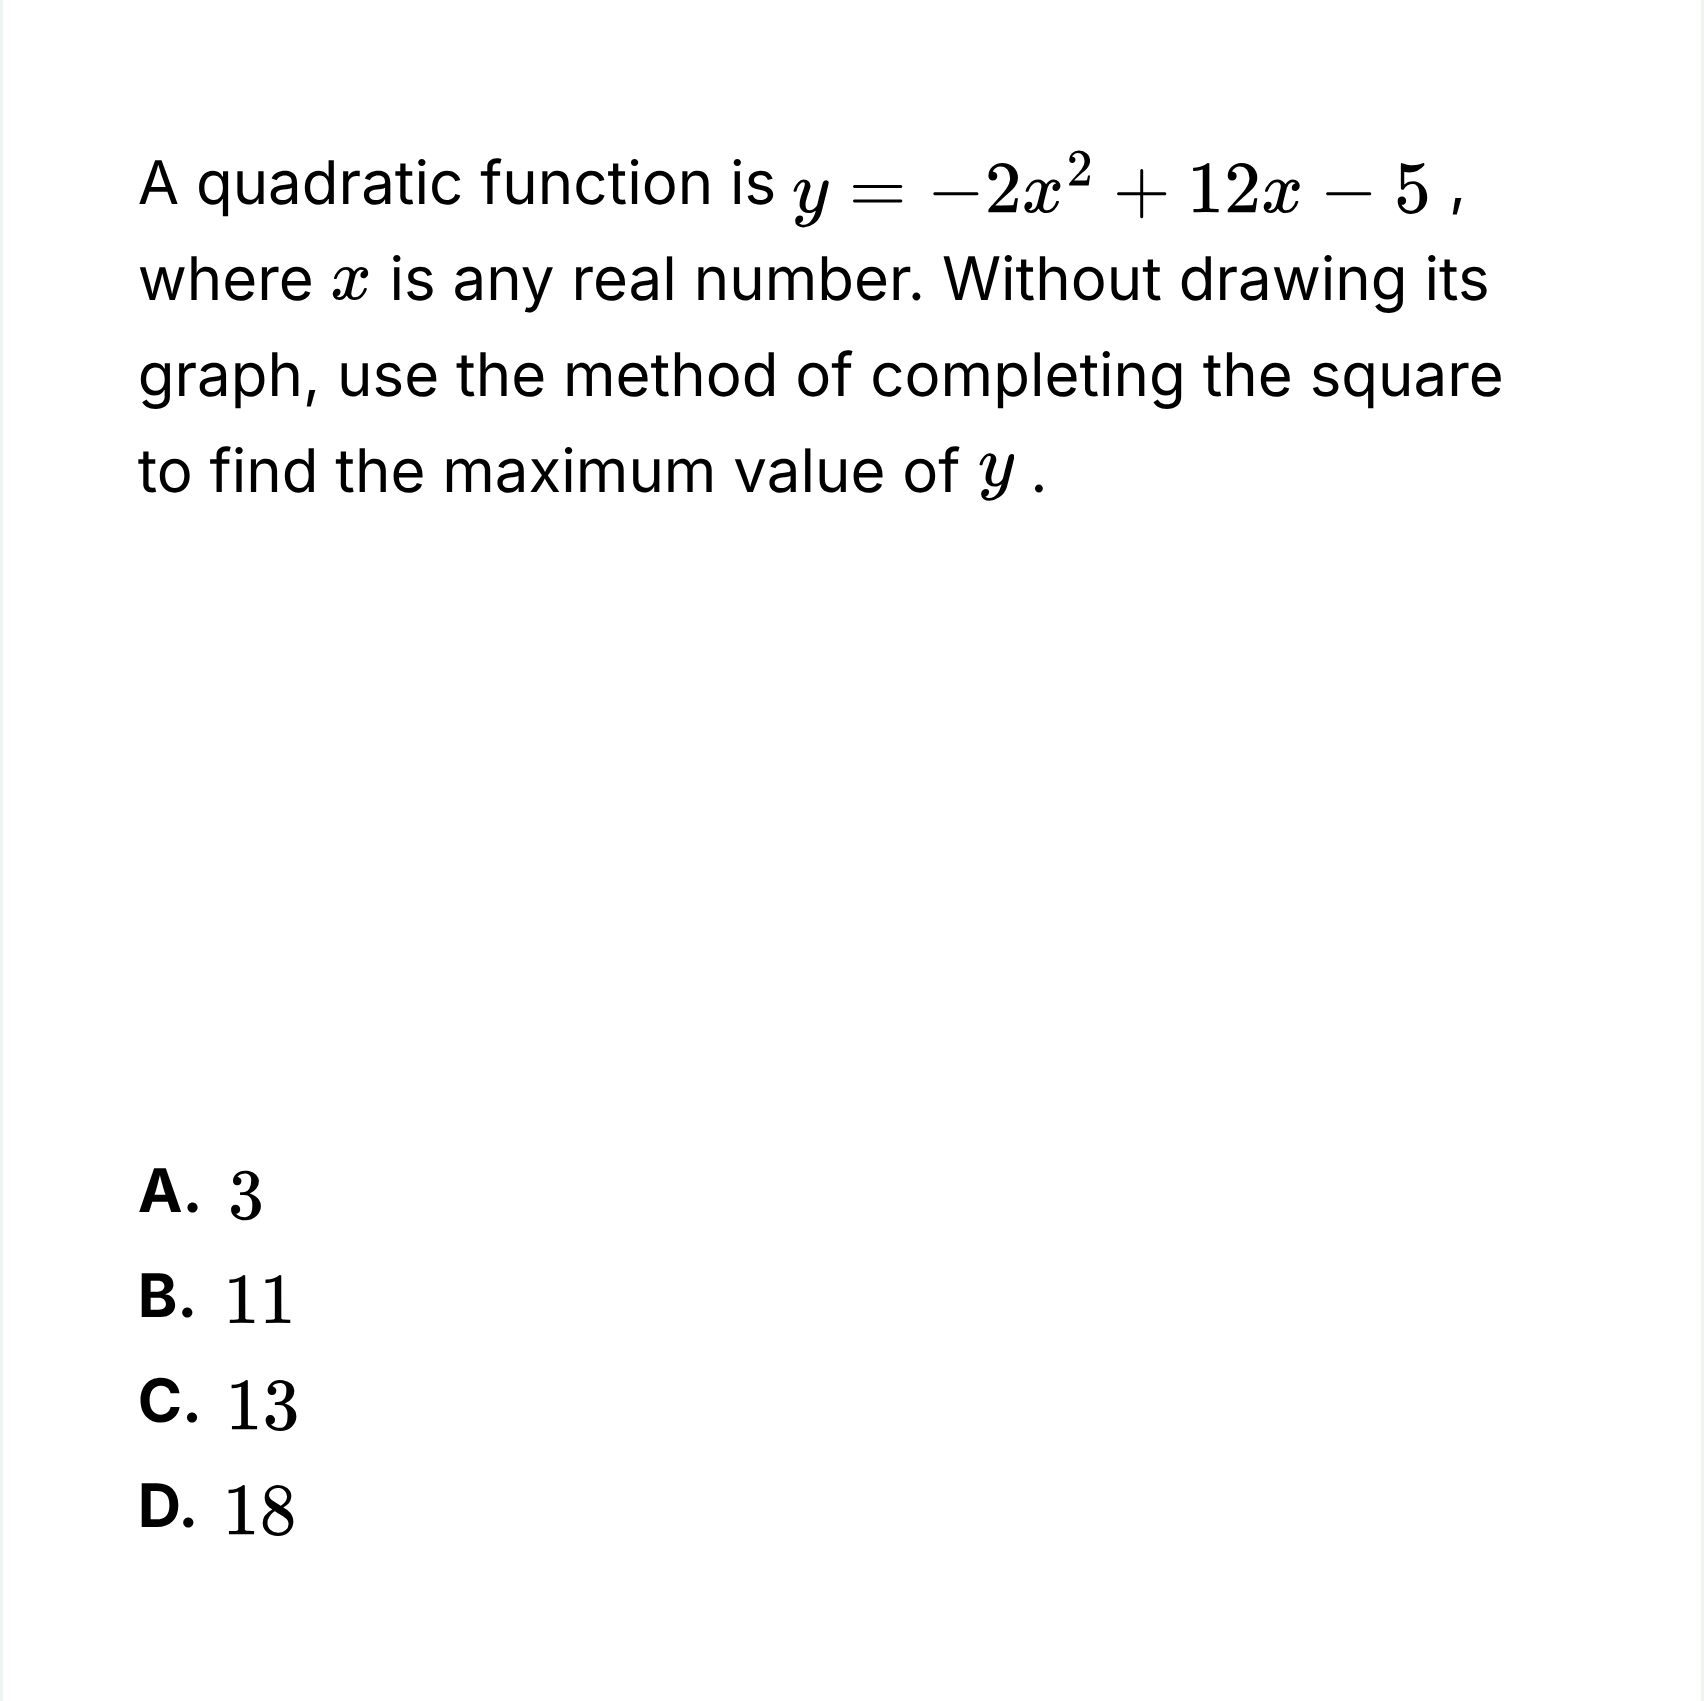 A quadratic function is y = −2x² + 12x − 5 ,
where x is any real number. Without drawing its
graph, use the method of completing the square
to find the maximum value of y .
A. 3
B. 11
C. 13
D. 18